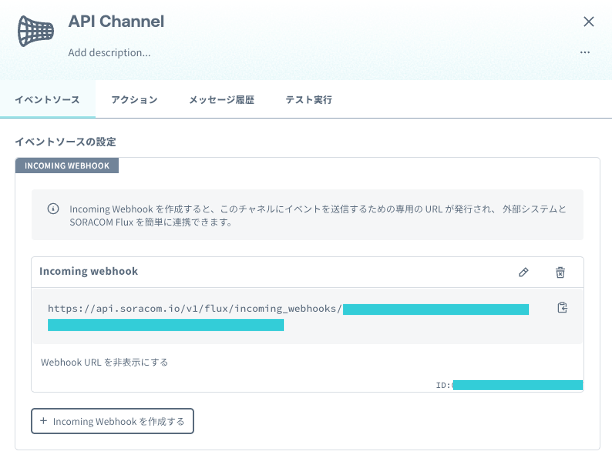 API Channel
Add description...
イベントソース アクション メッセージ履歴 テスト実行
イベントソースの設定
INCOMING WEBHOOK
Incoming Webhook を作成すると、このチャネルにイベントを送信するための専用の URL が発行され、 外部システムと
SORACOM Flux を簡単に連携できます。
Incoming webhook
https://api.soracom.io/v1/flux/incoming_webhooks/
Webhook URL を非表示にする
ID:
+ Incoming Webhook を作成する